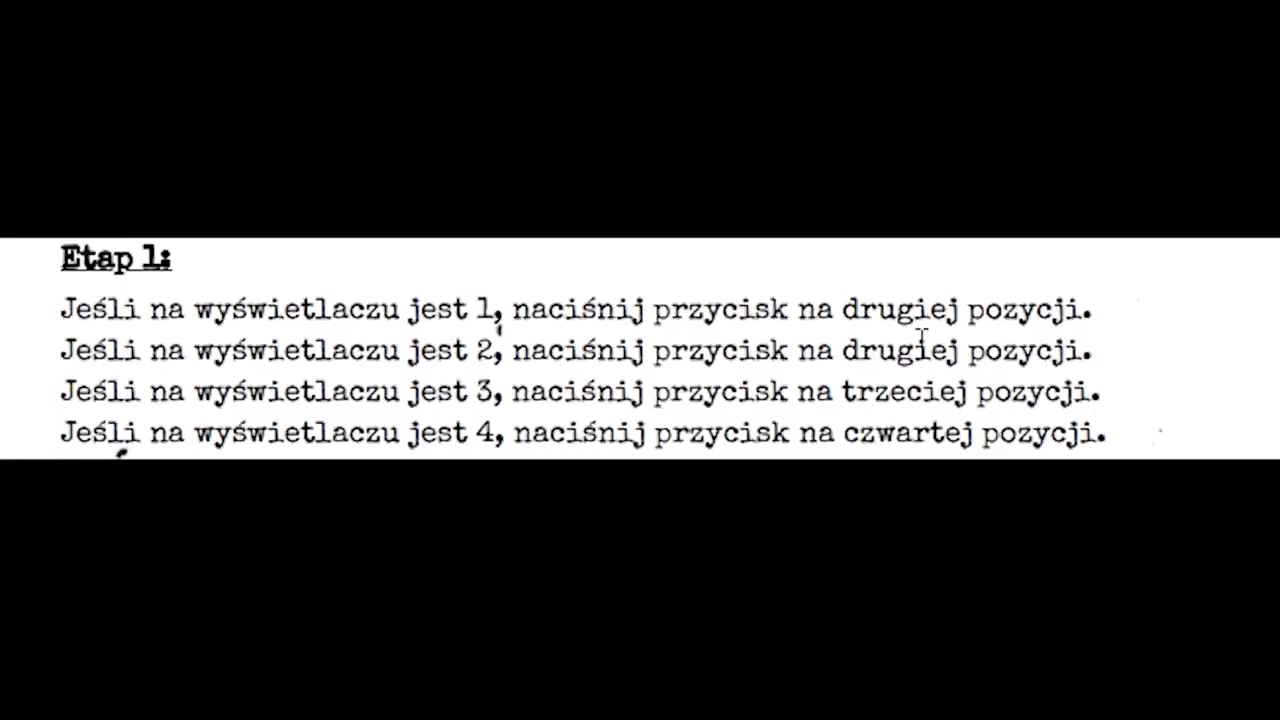 Etap 1:
Jeśli na wyświetlaczu jest 1, naciśnij przycisk na drugiej pozycji.
Jeśli na wyświetlaczu jest 2, naciśnij przycisk na drugiej pozycji.
Jeśli na wyświetlaczu jest 3, naciśnij przycisk na trzeciej pozycji.
Jeśli na wyświetlaczu jest 4, naciśnij przycisk na czwartej pozycji.